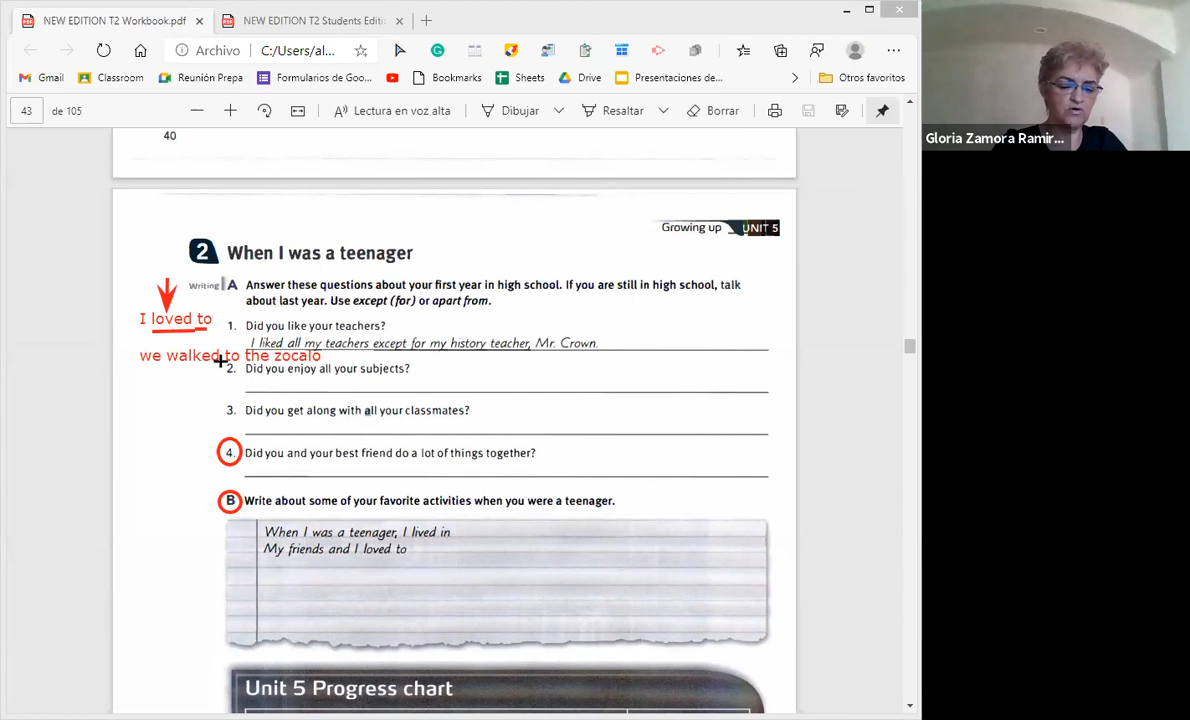 NEW EDITION T2 Workbook.pdf
NEW EDITION T2 Students Editi
Archivo
C:/Users/al...
Gmail
Classroom
Reunión Prepa
Formularios de Goo...
Bookmarks
Sheets
Drive
Presentaciones de...
Otros favoritos
43
de 105
Lectura en voz alta
Dibujar
Resaltar
Borrar
Gloria Zamora Ramír...
40
Growing up
UNIT 5
2 When I was a teenager
Writing A Answer these questions about your first year in high school. If you are still in high school, talk
about last year. Use except (for) or apart from.
I loved to
1. Did you like your teachers?
I liked all my teachers except for my history teacher, Mr. Crown.
we walked to the zocalo
2. Did you enjoy all your subjects?
3. Did you get along with all your classmates?
4. Did you and your best friend do a lot of things together?
B Write about some of your favorite activities when you were a teenager.
When I was a teenager, I lived in
My friends and I loved to
Unit 5 Progress chart